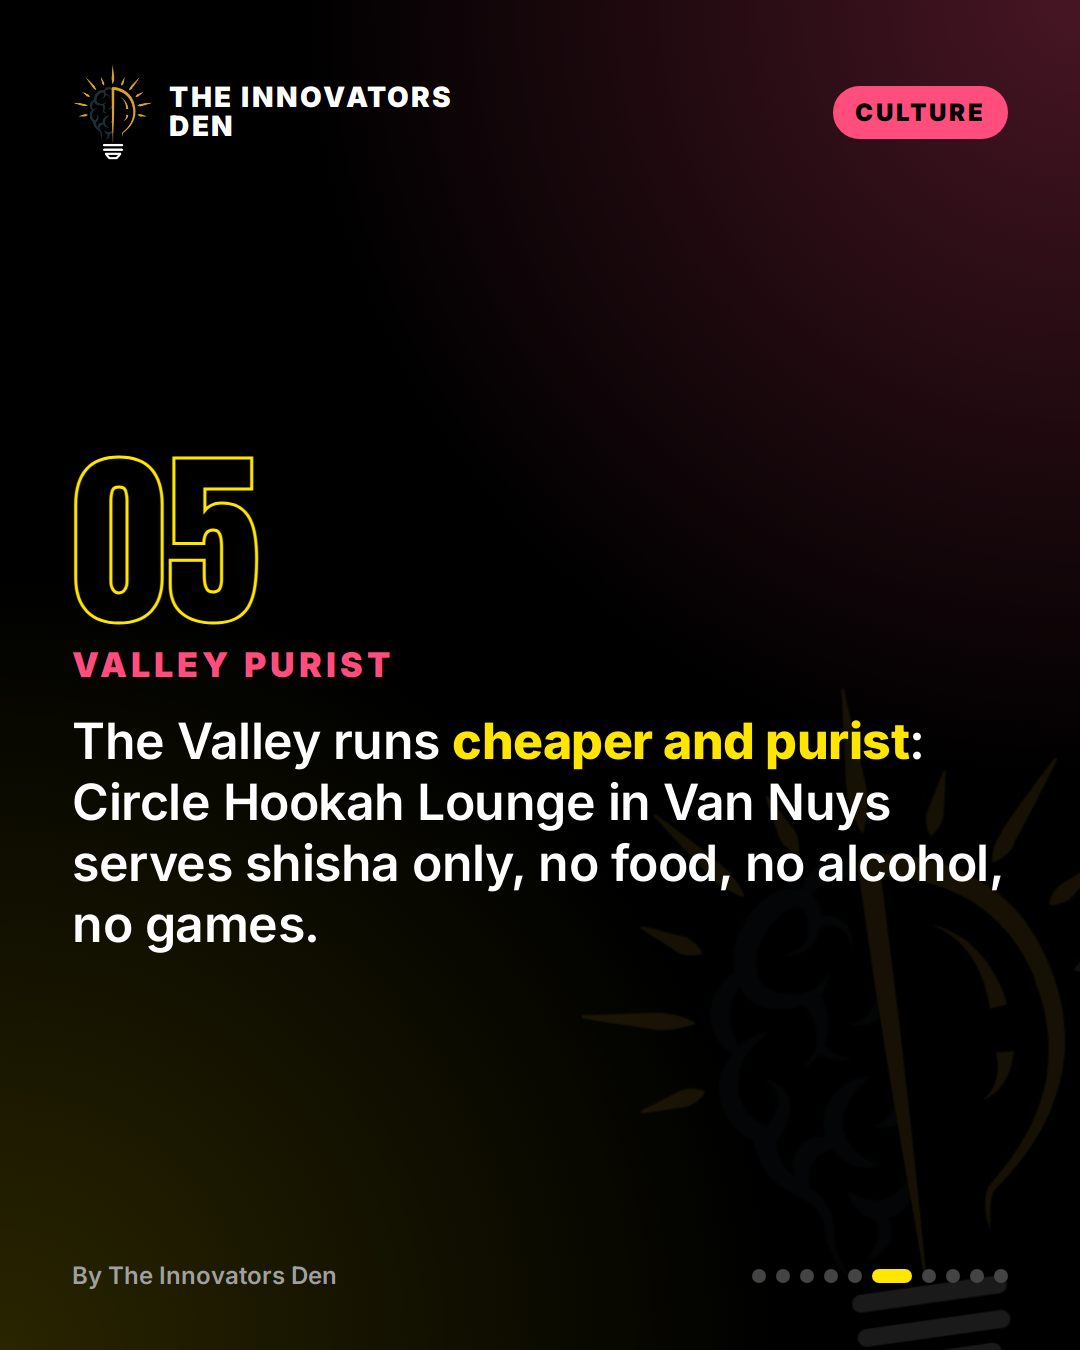 THE INNOVATORS
DEN
CULTURE
05
VALLEY PURIST
The Valley runs cheaper and purist:
Circle Hookah Lounge in Van Nuys
serves shisha only, no food, no alcohol,
no games.
By The Innovators Den